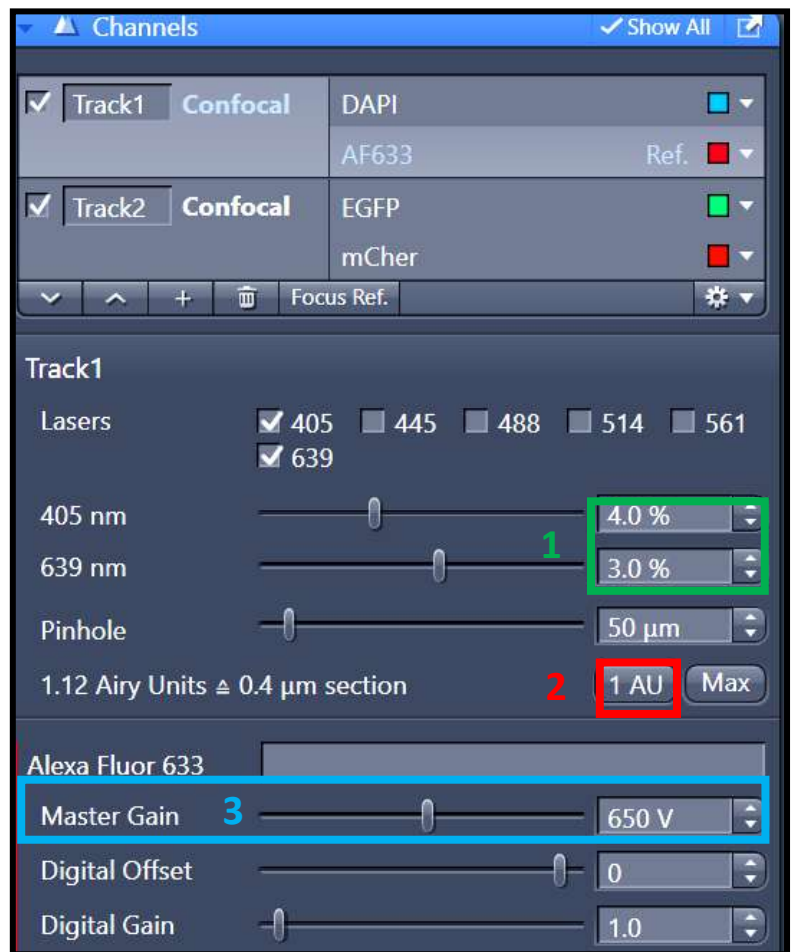 Channels Show All
Track1 Confocal DAPI
AF633 Ref.
Track2 Confocal EGFP
mCher
+ Focus Ref.
Track1
Lasers 405 445 488 514 561
639
405 nm 4.0 %
1
639 nm 3.0 %
Pinhole 50 µm
1.12 Airy Units ≙ 0.4 µm section 2 1 AU Max
Alexa Fluor 633
Master Gain 3 650 V
Digital Offset 0
Digital Gain 1.0